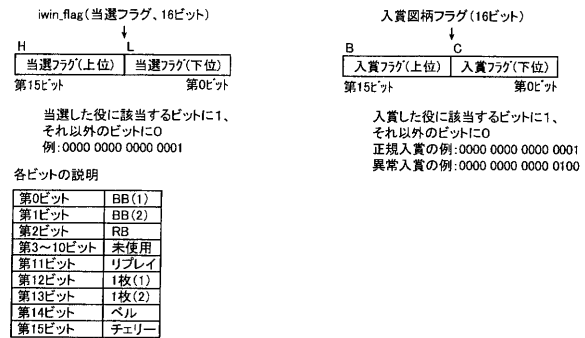 iwin_flag(当選フラグ、16ビット)
H L
当選フラグ(上位) 当選フラグ(下位)
第15ビット 第0ビット
当選した役に該当するビットに1、
それ以外のビットに0
例:0000 0000 0000 0001
入賞図柄フラグ(16ビット)
B C
入賞フラグ(上位) 入賞フラグ(下位)
第15ビット 第0ビット
入賞した役に該当するビットに1、
それ以外のビットに0
正規入賞の例:0000 0000 0000 0001
異常入賞の例:0000 0000 0000 0100
各ビットの説明
第0ビット BB(1)
第1ビット BB(2)
第2ビット RB
第3~10ビット 未使用
第11ビット リプレイ
第12ビット 1枚(1)
第13ビット 1枚(2)
第14ビット ベル
第15ビット チェリー